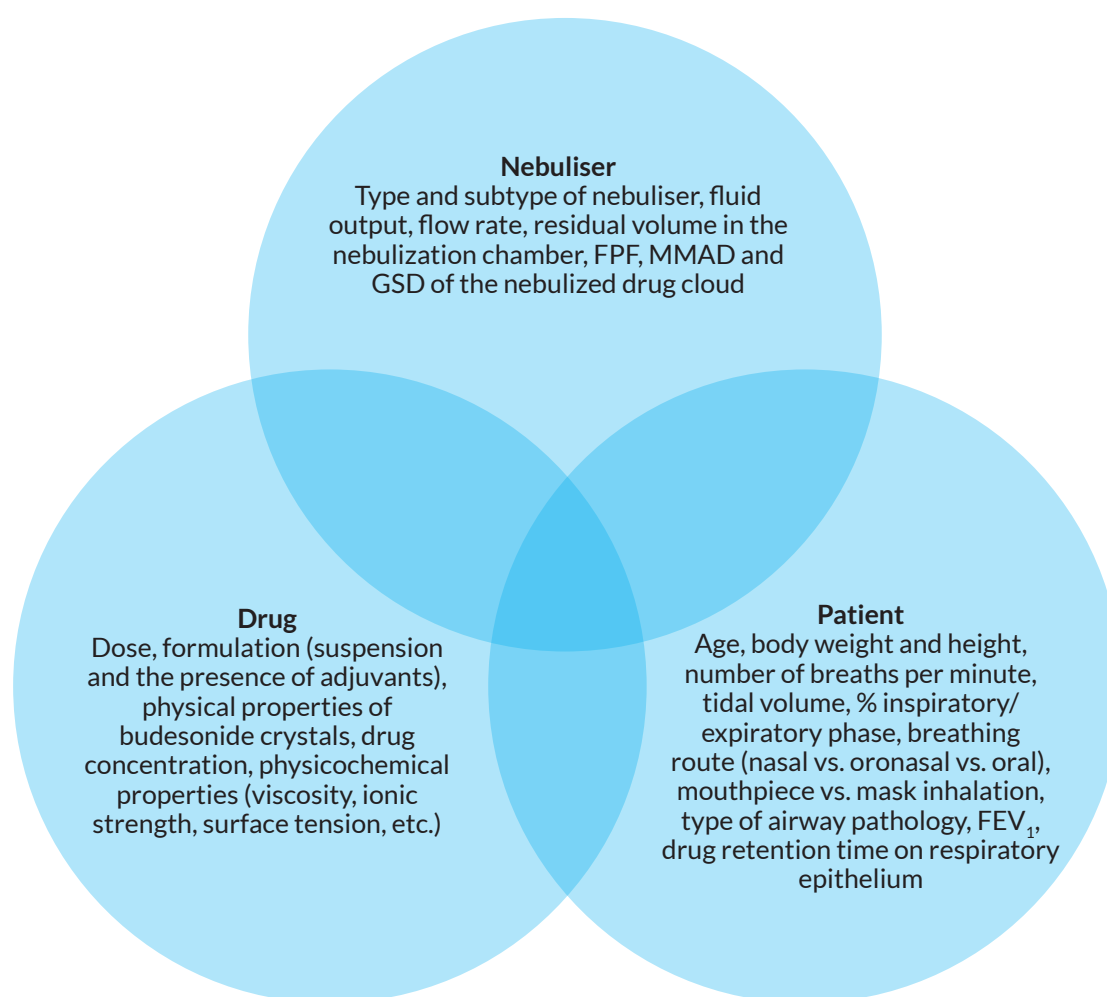 Nebuliser
Type and subtype of nebuliser, fluid
output, flow rate, residual volume in the
nebulization chamber, FPF, MMAD and
GSD of the nebulized drug cloud
Drug
Dose, formulation (suspension
and the presence of adjuvants),
physical properties of
budesonide crystals, drug
concentration, physicochemical
properties (viscosity, ionic
strength, surface tension, etc.)
Patient
Age, body weight and height,
number of breaths per minute,
tidal volume, % inspiratory/
expiratory phase, breathing
route (nasal vs. oronasal vs. oral),
mouthpiece vs. mask inhalation,
type of airway pathology, FEV₁,
drug retention time on respiratory
epithelium